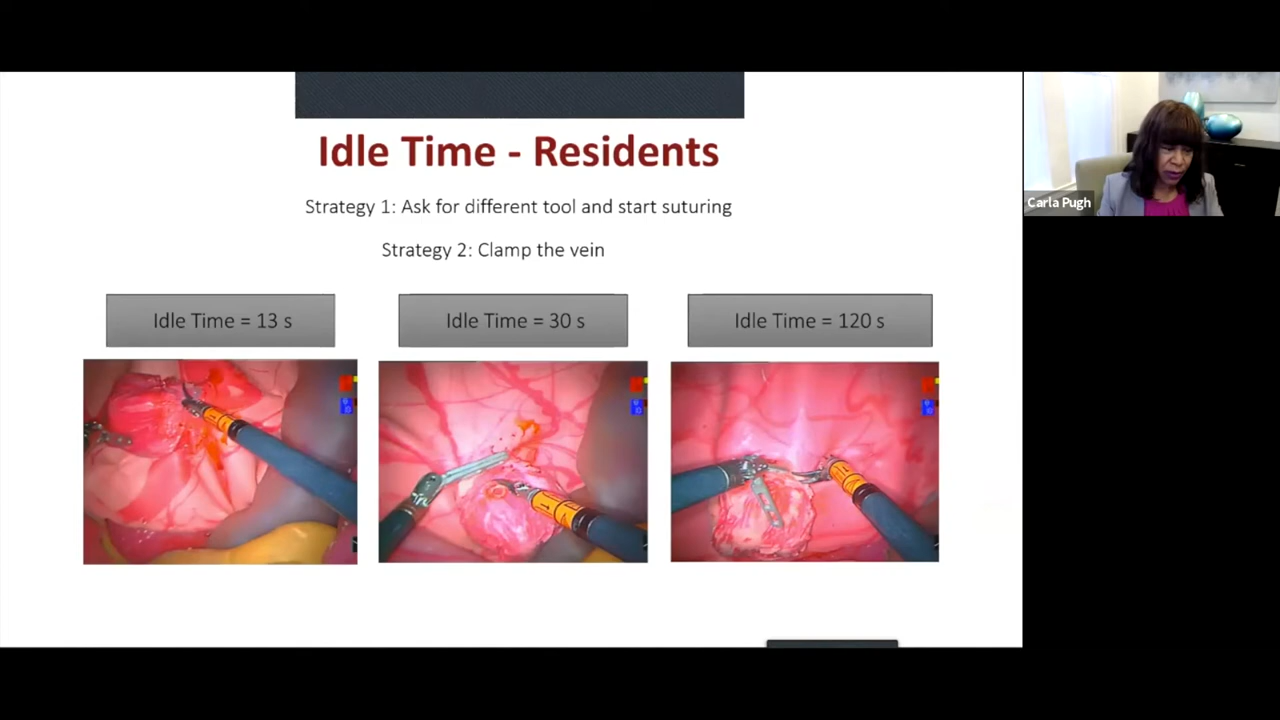 Idle Time - Residents
Strategy 1: Ask for different tool and start suturing
Strategy 2: Clamp the vein
Idle Time = 13 s
Idle Time = 30 s
Idle Time = 120 s
Carla Pugh